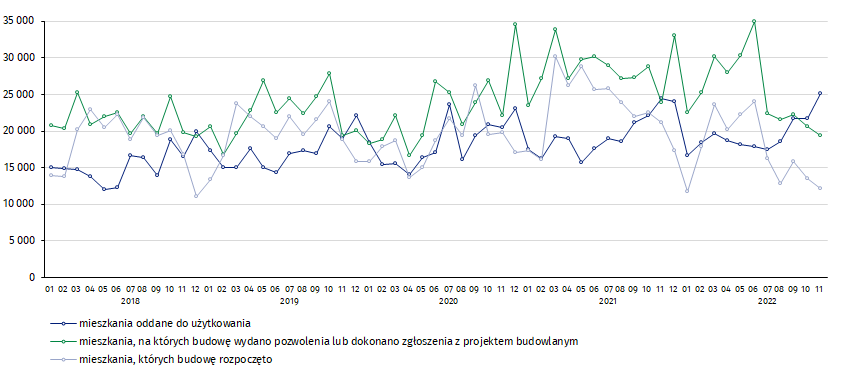 35 000
30 000
25 000
20 000
15 000
10 000
5 000
0
01 02 03 04 05 06 07 08 09 10 11 12 01 02 03 04 05 06 07 08 09 10 11 12 01 02 03 04 05 06 07 08 09 10 11 12 01 02 03 04 05 06 07 08 09 10 11 12 01 02 03 04 05 06 07 08 09 10 11
2018 2019 2020 2021 2022
mieszkania oddane do użytkowania
mieszkania, na których budowę wydano pozwolenia lub dokonano zgłoszenia z projektem budowlanym
mieszkania, których budowę rozpoczęto